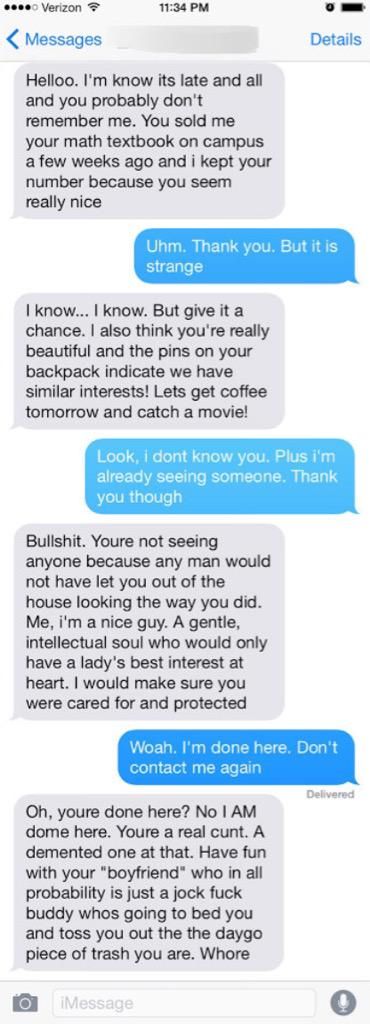 Verizon 11:34 PM
Messages Details
Helloo. I'm know its late and all
and you probably don't
remember me. You sold me
your math textbook on campus
a few weeks ago and i kept your
number because you seem
really nice
Uhm. Thank you. But it is
strange
I know... I know. But give it a
chance. I also think you're really
beautiful and the pins on your
backpack indicate we have
similar interests! Lets get coffee
tomorrow and catch a movie!
Look, i dont know you. Plus i'm
already seeing someone. Thank
you though
Bullshit. Youre not seeing
anyone because any man would
not have let you out of the
house looking the way you did.
Me, i'm a nice guy. A gentle,
intellectual soul who would only
have a lady's best interest at
heart. I would make sure you
were cared for and protected
Woah. I'm done here. Don't
contact me again
Delivered
Oh, youre done here? No I AM
dome here. Youre a real cunt. A
demented one at that. Have fun
with your "boyfriend" who in all
probability is just a jock fuck
buddy whos going to bed you
and toss you out the the daygo
piece of trash you are. Whore
iMessage